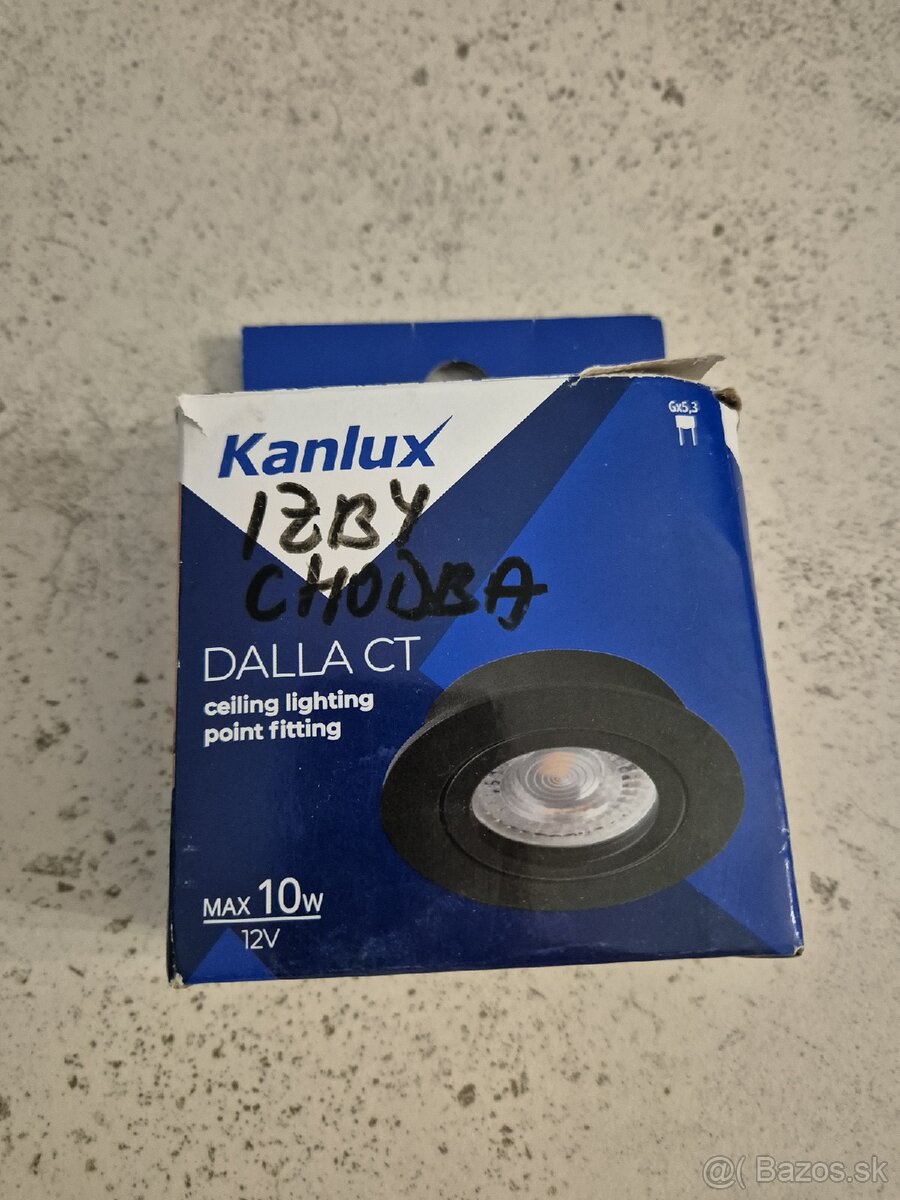 Kanlux
Gx5,3
IZBY
CHODBA
DALLA CT
ceiling lighting
point fitting
MAX 10W
12V
@( Bazos.sk